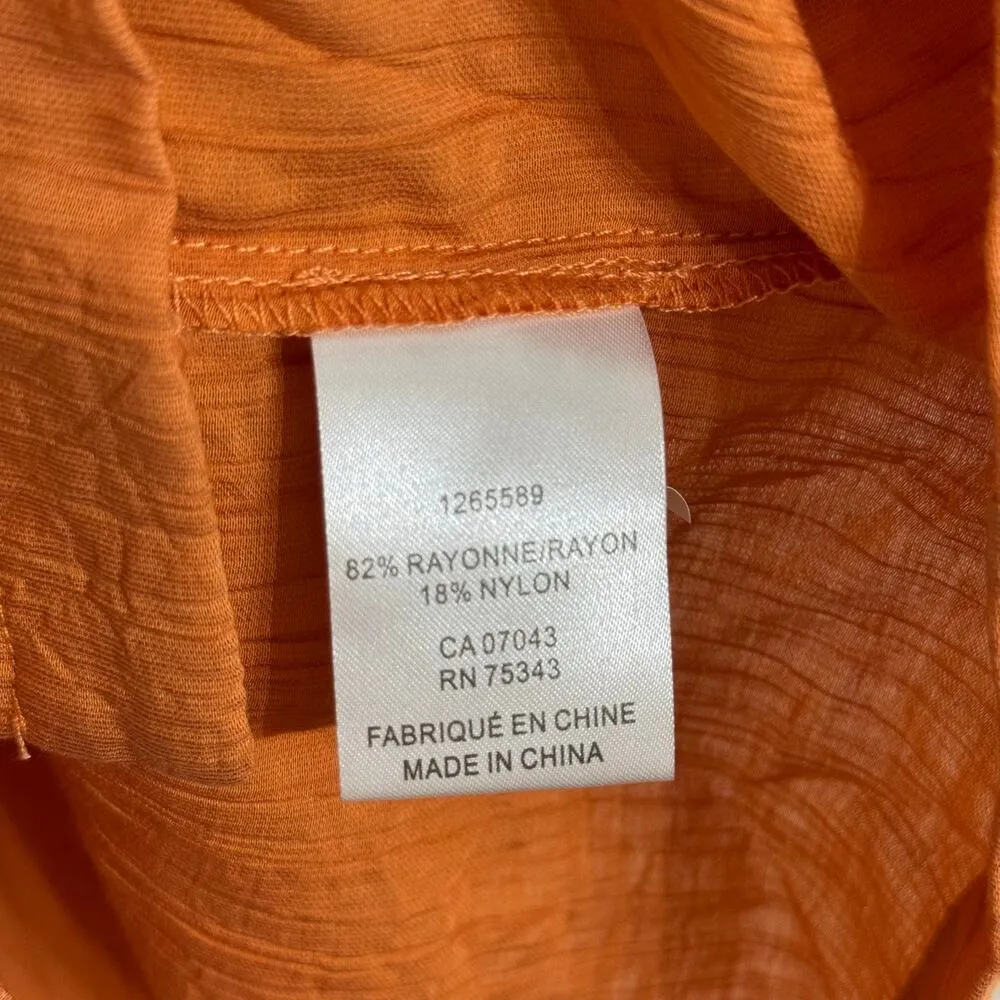 1265589
82% RAYONNE/RAYON
18% NYLON
CA 07043
RN 75343
FABRIQUÉ EN CHINE
MADE IN CHINA